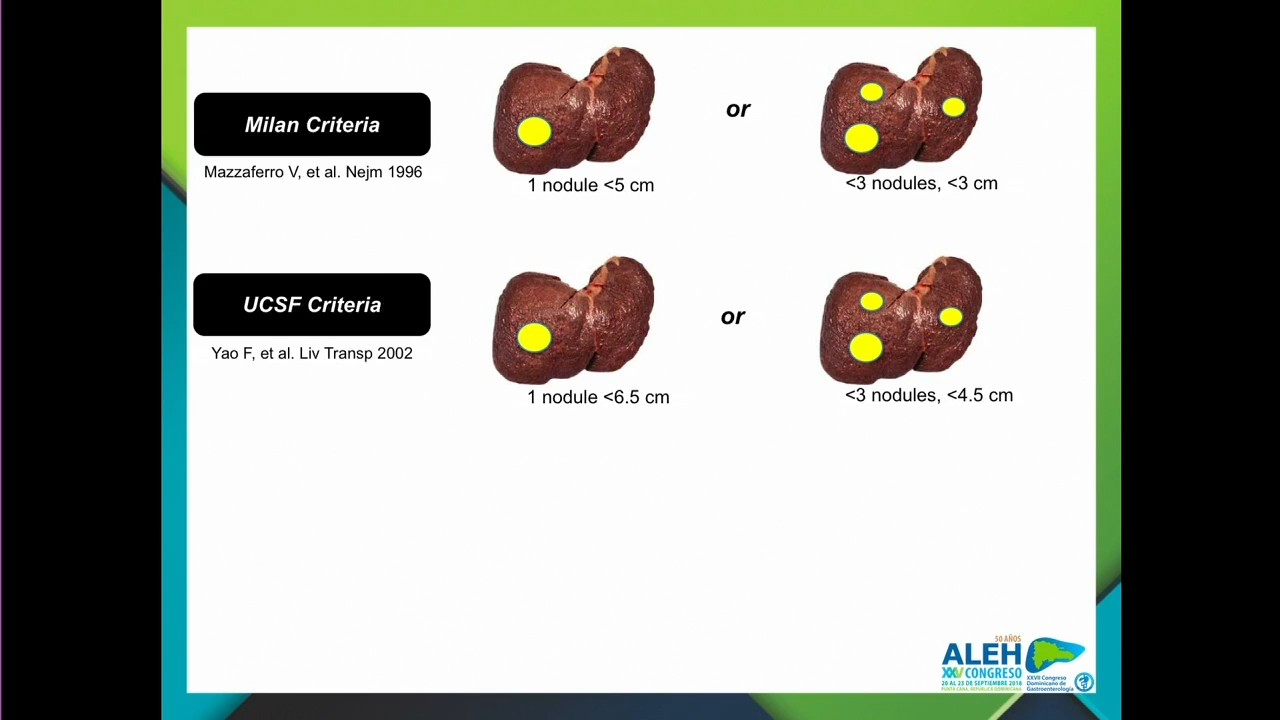 Milan Criteria
Mazzaferro V, et al. Nejm 1996
1 nodule <5 cm
or
<3 nodules, <3 cm
UCSF Criteria
Yao F, et al. Liv Transp 2002
1 nodule <6.5 cm
or
<3 nodules, <4.5 cm
50 AÑOS
ALEH
XXV CONGRESO
20 AL 23 DE SEPTIEMBRE 2018
PUNTA CANA, REPÚBLICA DOMINICANA
XXVII Congreso
Dominicano de
Gastroenterología